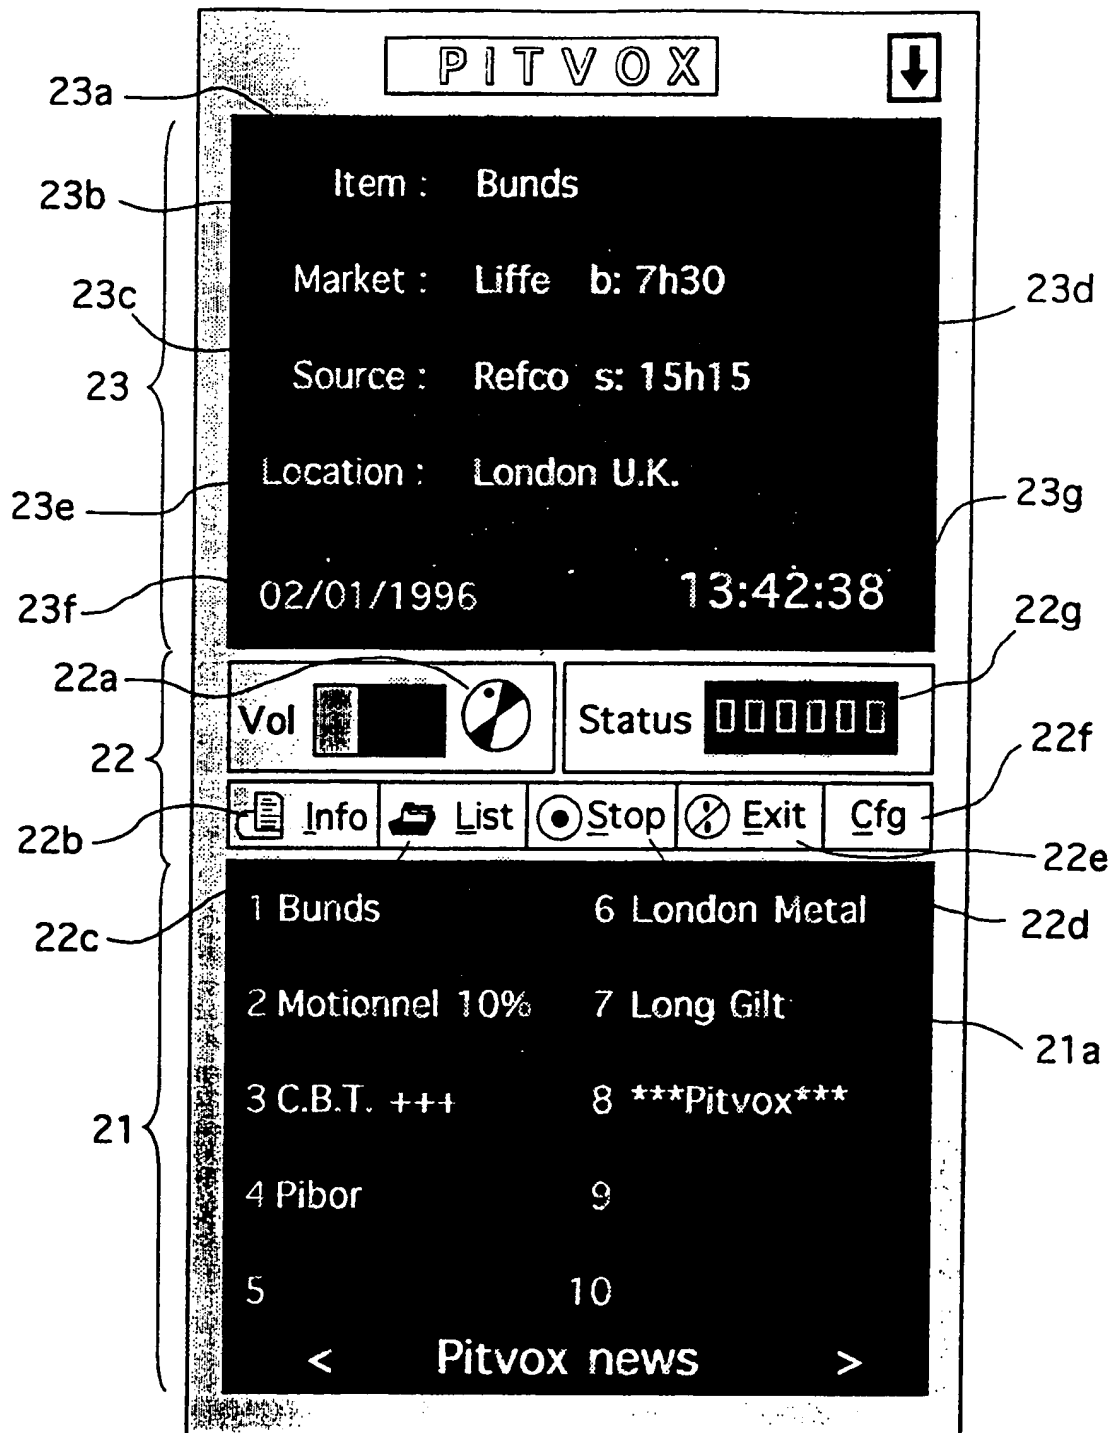 PITVOX
23a
Item : Bunds
23b
Market : Liffe b: 7h30
23c
23d
Source : Refco s: 15h15
23
Location : London U.K.
23e
23g
02/01/1996 13:42:38
23f
22g
22a
Vol
Status
22
22f
Info List Stop Exit Cfg
22b
22e
1 Bunds 6 London Metal
22c
22d
2 Motionnel 10% 7 Long Gilt
21a
3 C.B.T. +++ 8 ***Pitvox***
21
4 Pibor 9
5 10
< Pitvox news >